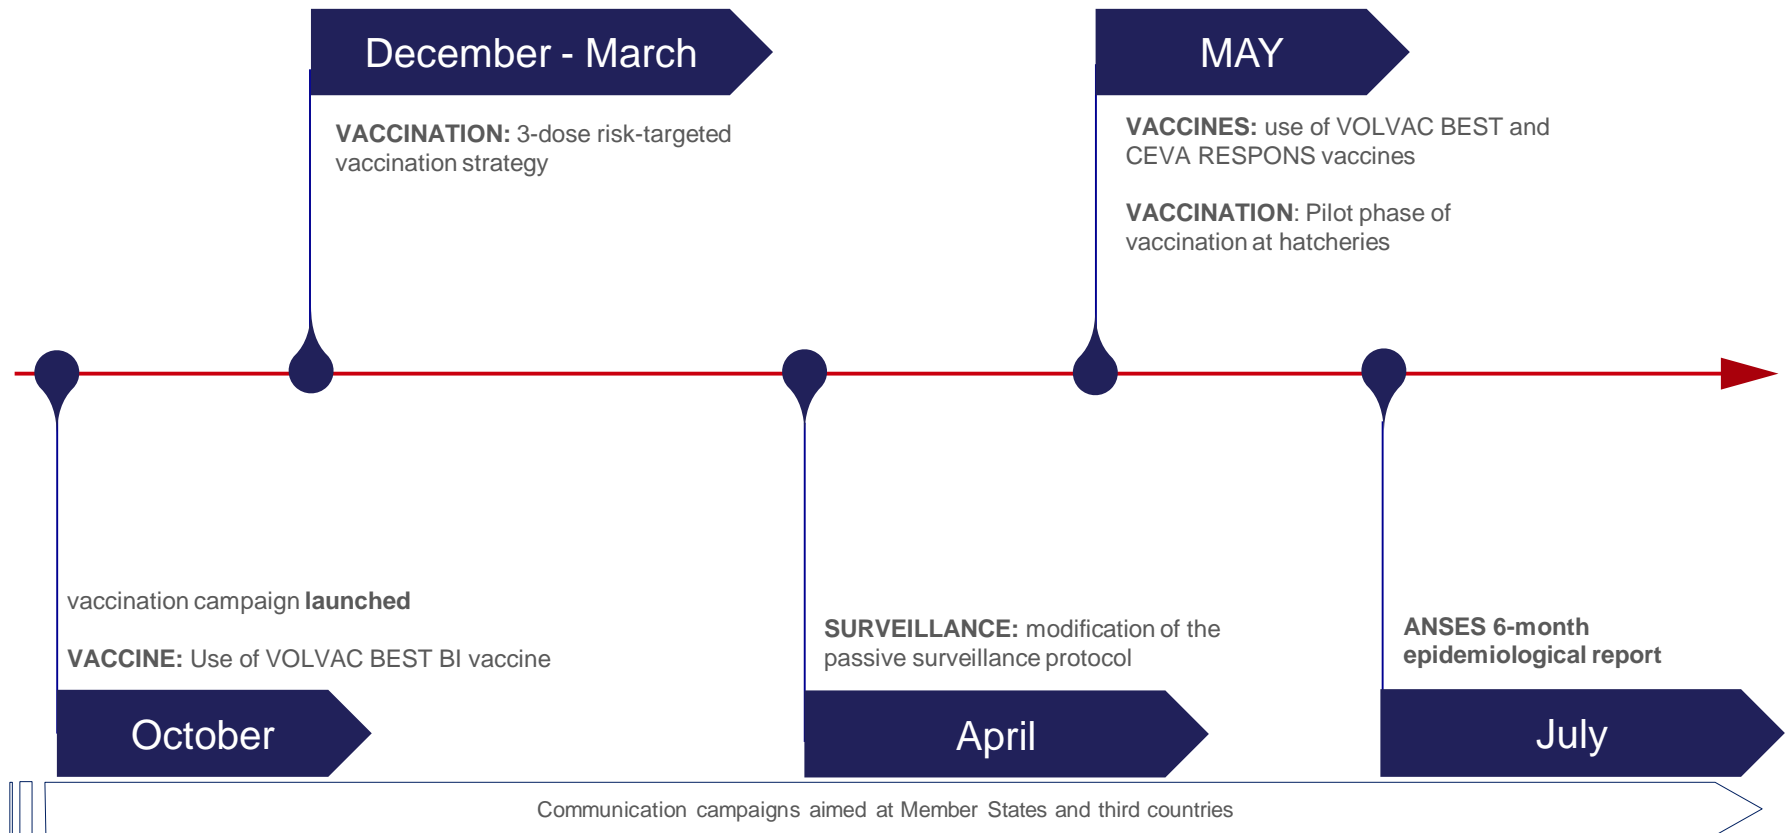 December - March
VACCINATION: 3-dose risk-targeted
vaccination strategy
MAY
VACCINES: use of VOLVAC BEST and
CEVA RESPONS vaccines
VACCINATION: Pilot phase of
vaccination at hatcheries
vaccination campaign launched
VACCINE: Use of VOLVAC BEST BI vaccine
October
SURVEILLANCE: modification of the
passive surveillance protocol
April
ANSES 6-month
epidemiological report
July
Communication campaigns aimed at Member States and third countries